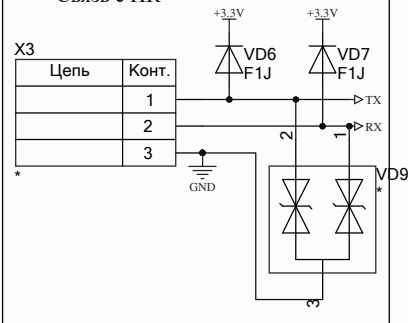 Связь с ПК
+3.3V
+3.3V
X3
VD6
F1J
VD7
F1J
Цепь
Конт.
1
TX
2
RX
3
2
1
GND
*
VD9
*
3